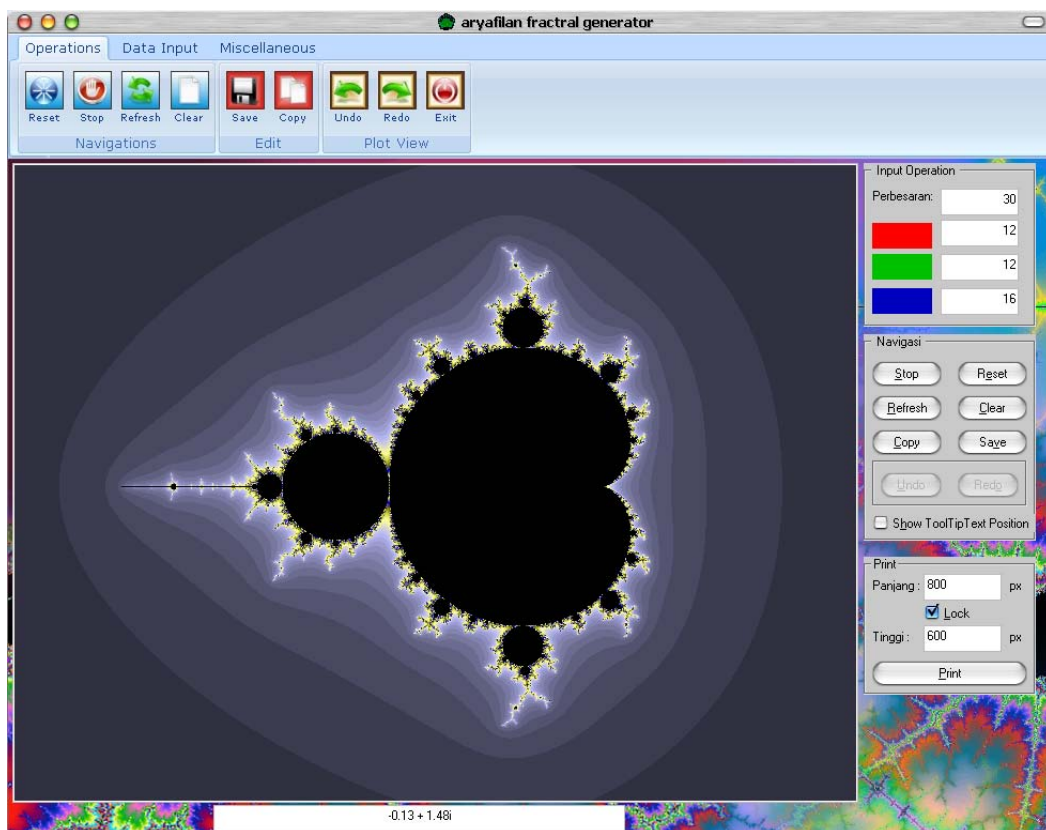 aryafilan fractral generator
Operations Data Input Miscellaneous
Reset Stop Refresh Clear Save Copy Undo Redo Exit
Navigations Edit Plot View
Input Operation
Perbesaran: 30
12
12
16
Navigasi
Stop Reset
Refresh Clear
Copy Save
Undo Redo
Show ToolTipText Position
Print
Panjang : 800 px
Lock
Tinggi : 600 px
Print
-0.13 + 1.48i